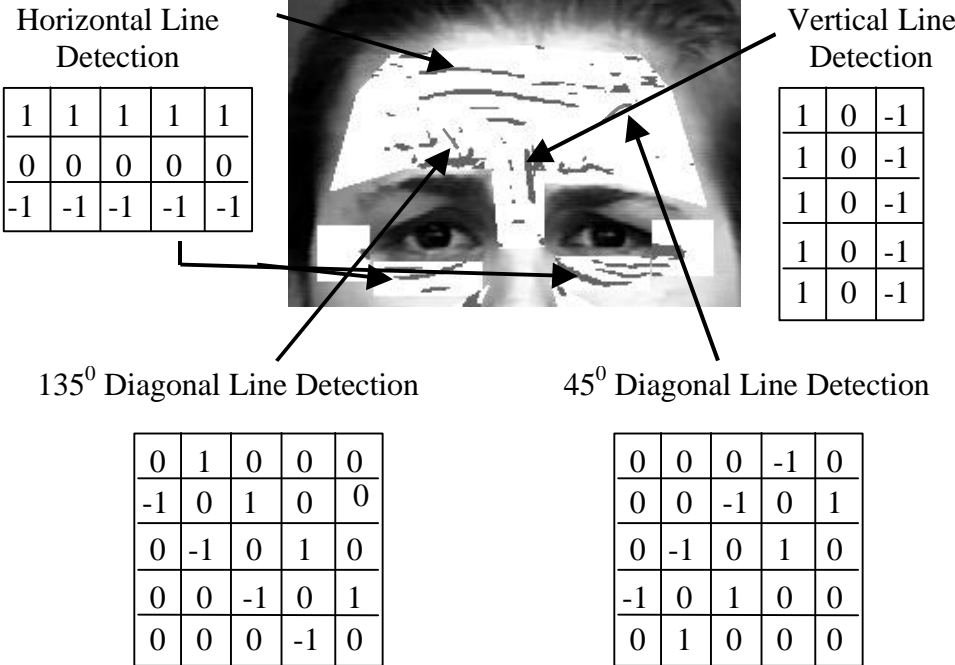 Horizontal Line
Detection
1 1 1 1 1
0 0 0 0 0
-1 -1 -1 -1 -1
Vertical Line
Detection
1 0 -1
1 0 -1
1 0 -1
1 0 -1
1 0 -1
135⁰ Diagonal Line Detection
0 1 0 0 0
-1 0 1 0 0
0 -1 0 1 0
0 0 -1 0 1
0 0 0 -1 0
45⁰ Diagonal Line Detection
0 0 0 -1 0
0 0 -1 0 1
0 -1 0 1 0
-1 0 1 0 0
0 1 0 0 0